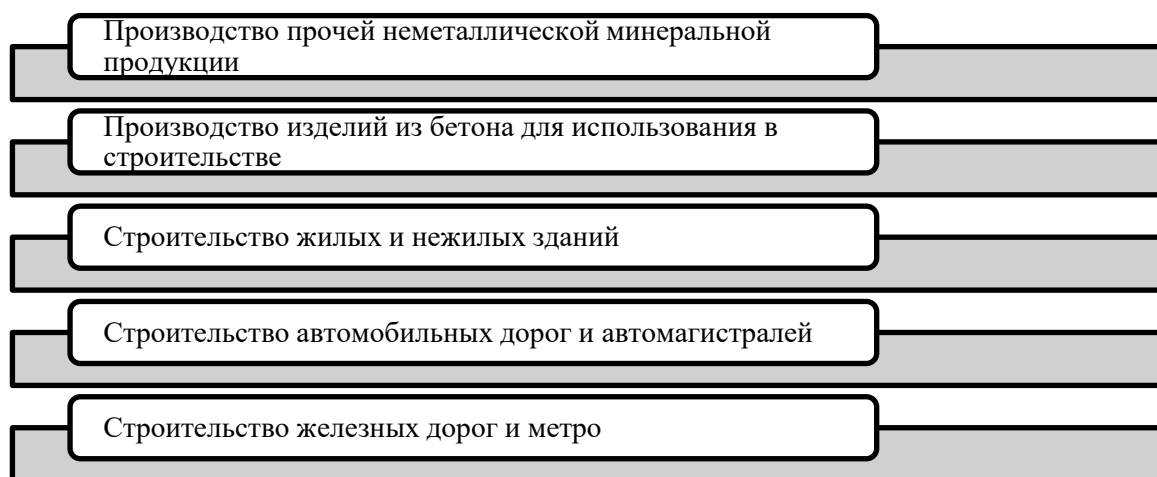 Производство прочей неметаллической минеральной
продукции
Производство изделий из бетона для использования в
строительстве
Строительство жилых и нежилых зданий
Строительство автомобильных дорог и автомагистралей
Строительство железных дорог и метро